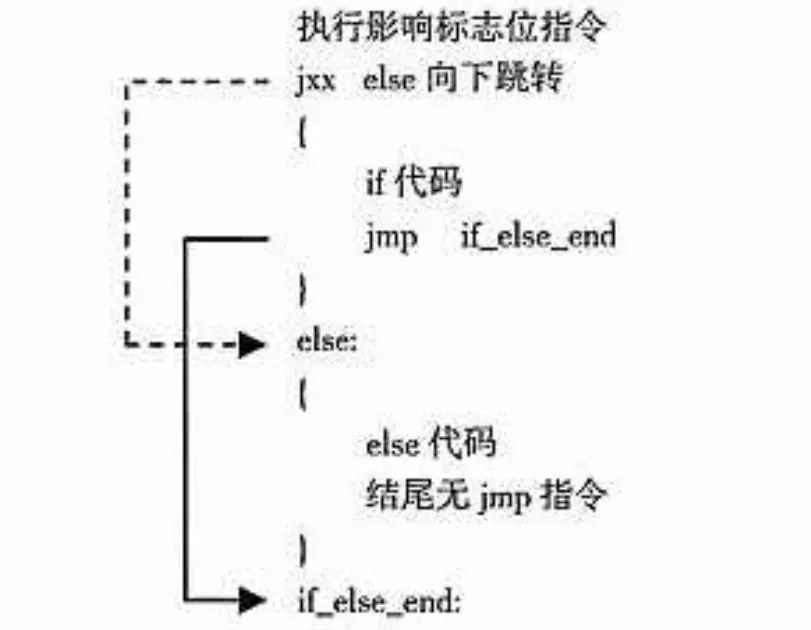 执行影响标志位指令
jxx else 向下跳转
{
if 代码
jmp if_else_end
}
else:
{
else 代码
结尾无 jmp 指令
}
if_else_end: